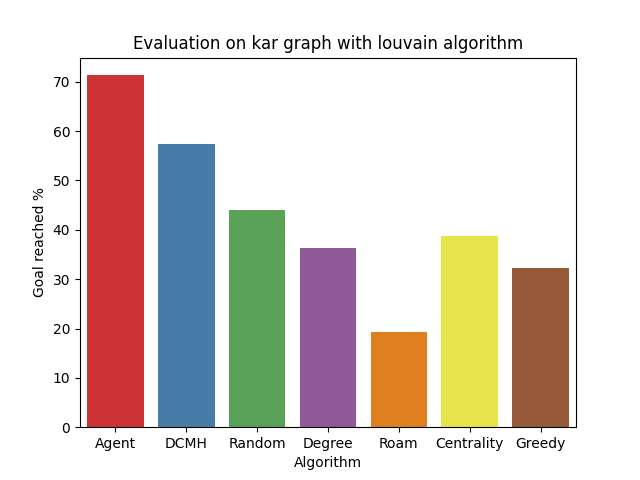 Evaluation on kar graph with louvain algorithm
Goal reached %
70
60
50
40
30
20
10
0
Agent DCMH Random Degree Roam Centrality Greedy
Algorithm